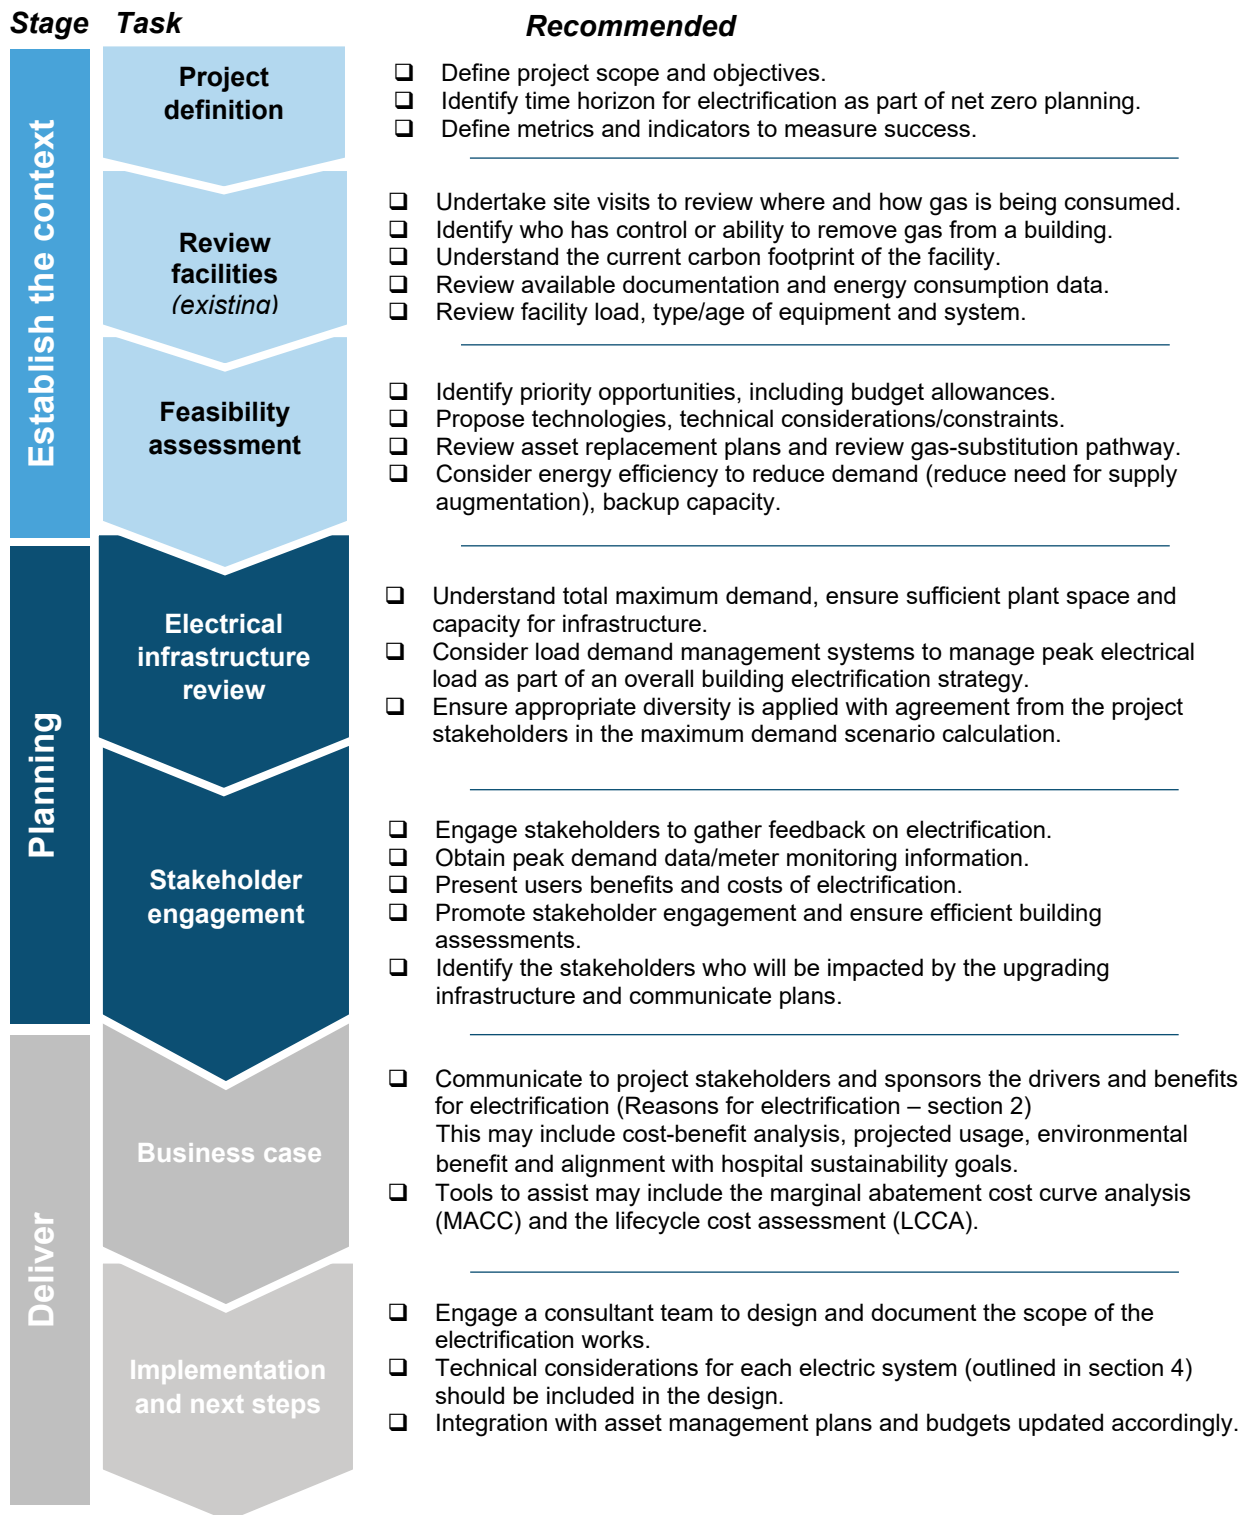 Stage Task Recommended
Establish the context
Project
definition
❑ Define project scope and objectives.
❑ Identify time horizon for electrification as part of net zero planning.
❑ Define metrics and indicators to measure success.
Review
facilities
(existing)
❑ Undertake site visits to review where and how gas is being consumed.
❑ Identify who has control or ability to remove gas from a building.
❑ Understand the current carbon footprint of the facility.
❑ Review available documentation and energy consumption data.
❑ Review facility load, type/age of equipment and system.
Feasibility
assessment
❑ Identify priority opportunities, including budget allowances.
❑ Propose technologies, technical considerations/constraints.
❑ Review asset replacement plans and review gas-substitution pathway.
❑ Consider energy efficiency to reduce demand (reduce need for supply
augmentation), backup capacity.
Planning
Electrical
infrastructure
review
❑ Understand total maximum demand, ensure sufficient plant space and
capacity for infrastructure.
❑ Consider load demand management systems to manage peak electrical
load as part of an overall building electrification strategy.
❑ Ensure appropriate diversity is applied with agreement from the project
stakeholders in the maximum demand scenario calculation.
Stakeholder
engagement
❑ Engage stakeholders to gather feedback on electrification.
❑ Obtain peak demand data/meter monitoring information.
❑ Present users benefits and costs of electrification.
❑ Promote stakeholder engagement and ensure efficient building
assessments.
❑ Identify the stakeholders who will be impacted by the upgrading
infrastructure and communicate plans.
Deliver
Business case
❑ Communicate to project stakeholders and sponsors the drivers and benefits
for electrification (Reasons for electrification – section 2)
This may include cost-benefit analysis, projected usage, environmental
benefit and alignment with hospital sustainability goals.
❑ Tools to assist may include the marginal abatement cost curve analysis
(MACC) and the lifecycle cost assessment (LCCA).
Implementation
and next steps
❑ Engage a consultant team to design and document the scope of the
electrification works.
❑ Technical considerations for each electric system (outlined in section 4)
should be included in the design.
❑ Integration with asset management plans and budgets updated accordingly.